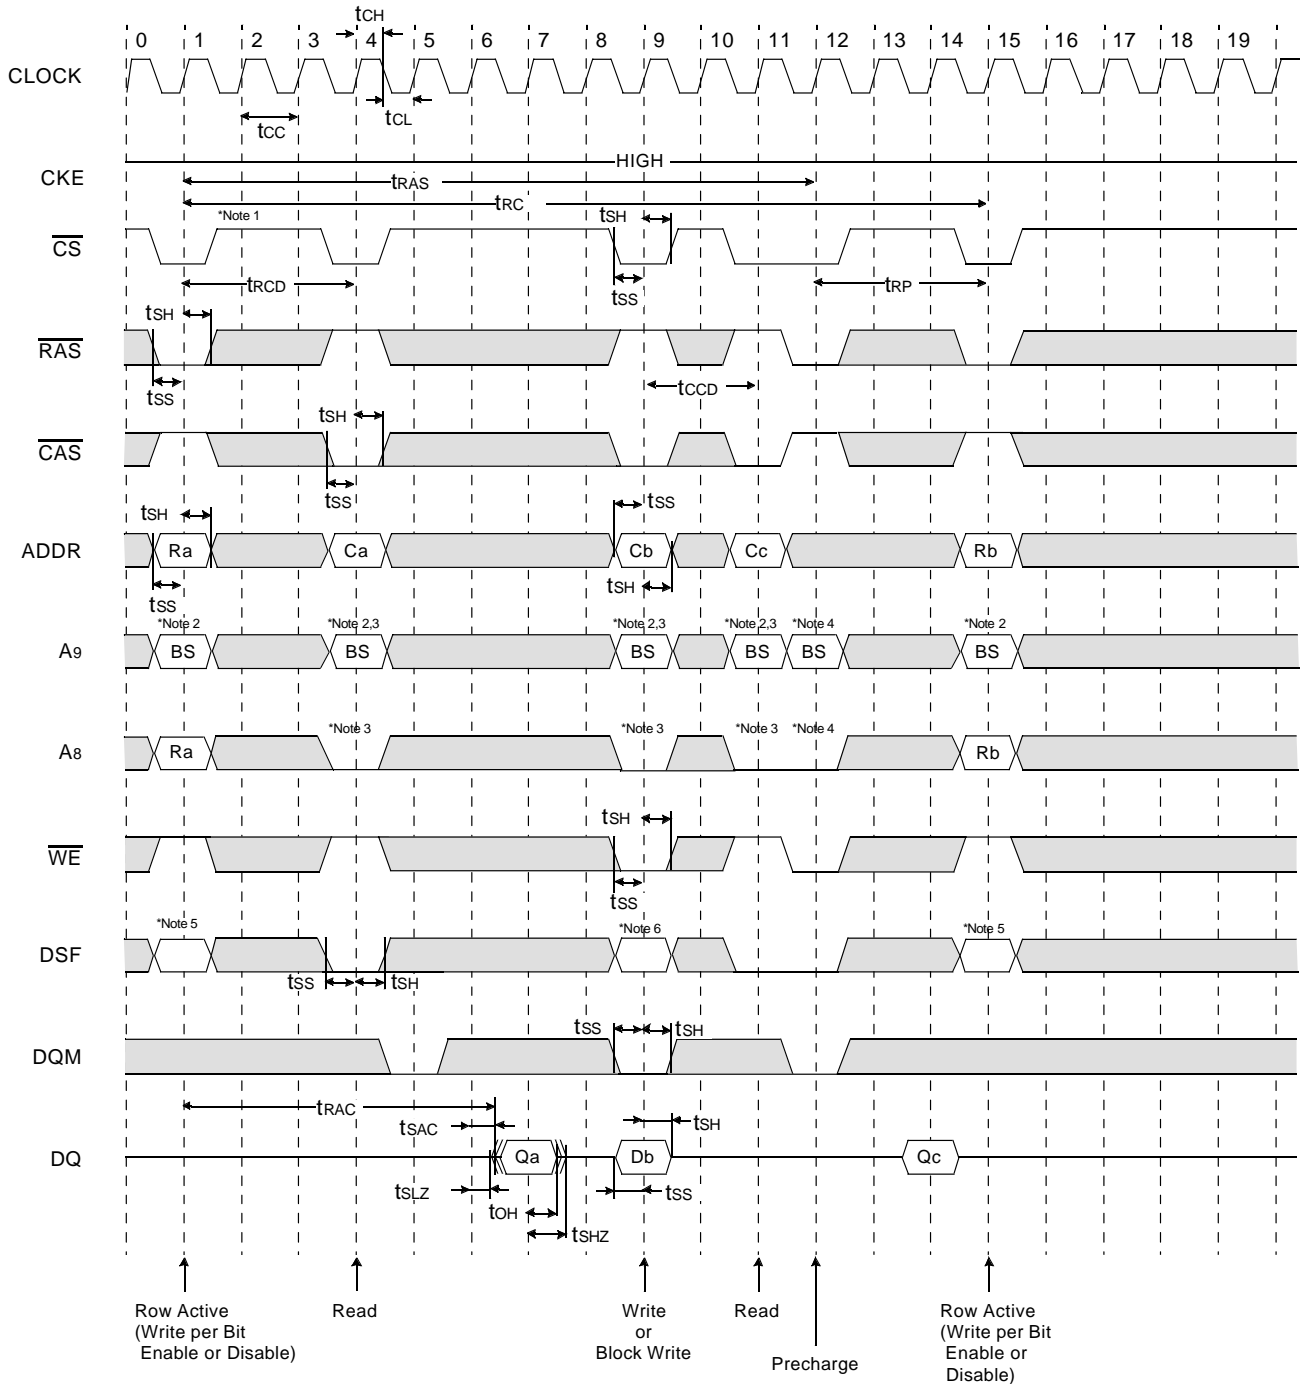 tCH
0 1 2 3 4 5 6 7 8 9 10 11 12 13 14 15 16 17 18 19
CLOCK
tCC
tCL
HIGH
CKE
tRAS
tRC
*Note 1
tSH
CS
tRCD
tSS
tRP
tSH
RAS
tSS
tCCD
tSH
CAS
tSS
tSS
tSH
ADDR
Ra Ca Cb Cc Rb
tSS
tSH
*Note 2 *Note 2,3 *Note 2,3 *Note 2,3 *Note 4 *Note 2
A9
BS BS BS BS BS BS
*Note 3 *Note 3 *Note 3 *Note 4
A8
Ra Rb
tSH
WE
tSS
*Note 5 *Note 6 *Note 5
DSF
tSS tSH
tSS tSH
DQM
tRAC
tSAC
tSH
DQ
Qa Db Qc
tSLZ
tOH
tSHZ
tSS
Row Active
(Write per Bit
Enable or Disable)
Read
Write
or
Block Write
Read
Precharge
Row Active
(Write per Bit
Enable or
Disable)